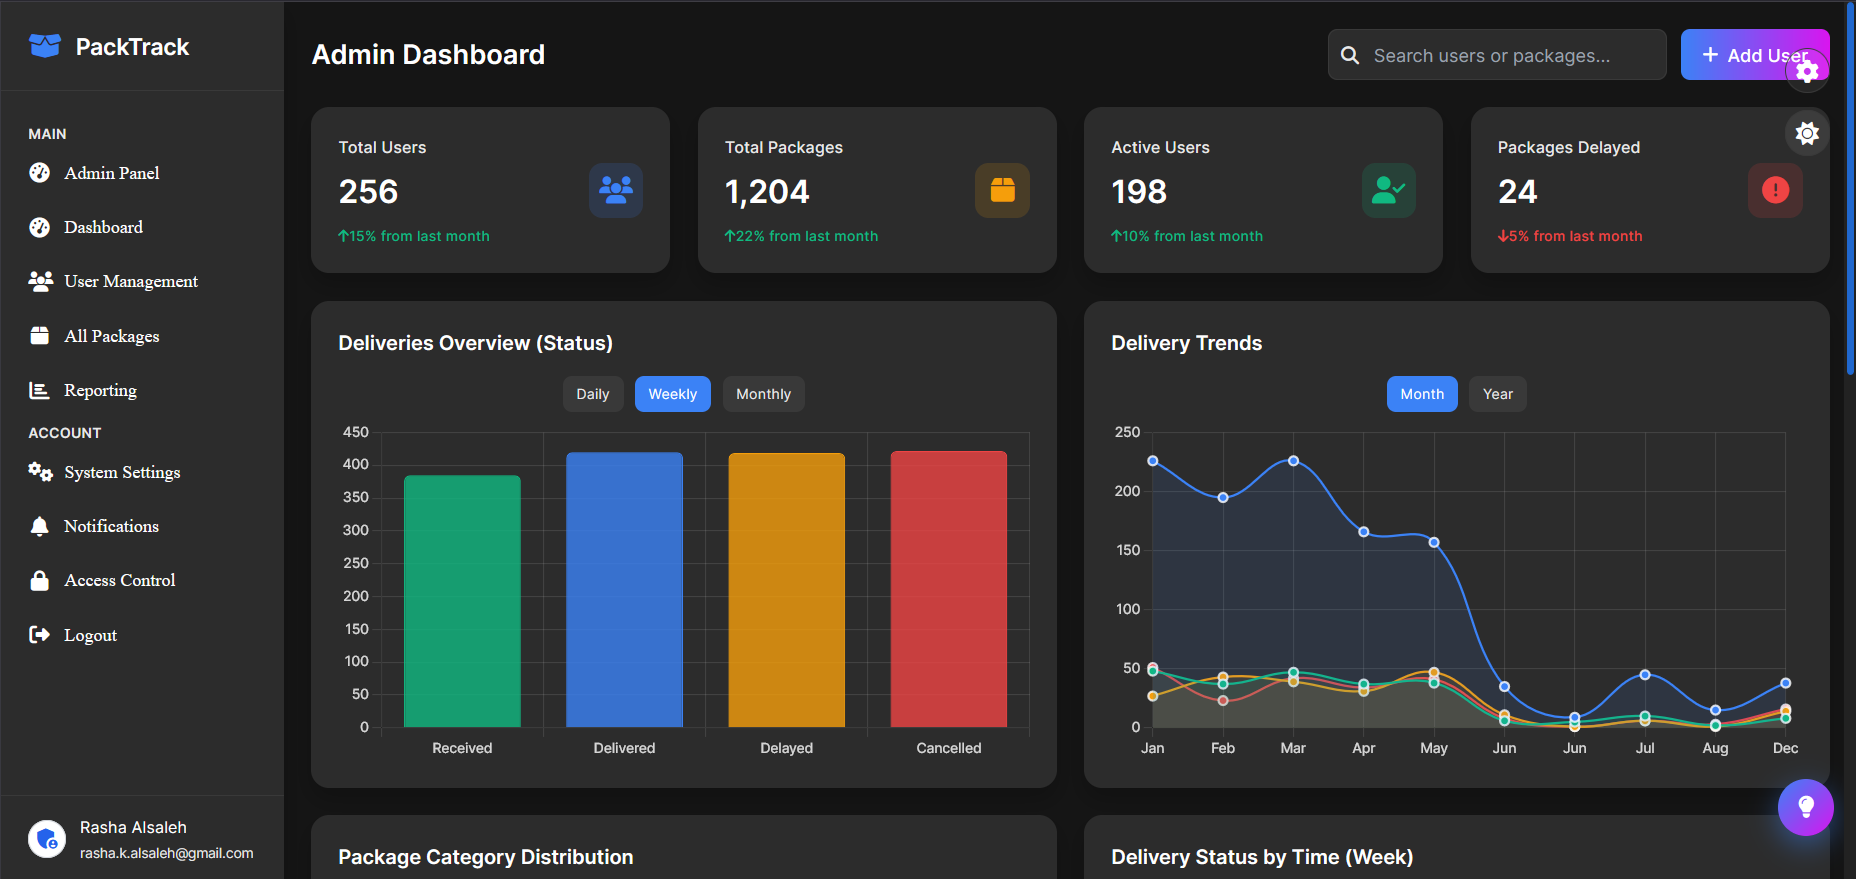 PackTrack
MAIN
Admin Panel
Dashboard
User Management
All Packages
Reporting
ACCOUNT
System Settings
Notifications
Access Control
Logout
Rasha Alsaleh
rasha.k.alsaleh@gmail.com
Admin Dashboard
Search users or packages...
+ Add User
Total Users
256
↑15% from last month
Total Packages
1,204
↑22% from last month
Active Users
198
↑10% from last month
Packages Delayed
24
↓5% from last month
Deliveries Overview (Status)
Daily Weekly Monthly
450
400
350
300
250
200
150
100
50
0
Received Delivered Delayed Cancelled
Delivery Trends
Month Year
250
200
150
100
50
0
Jan Feb Mar Apr May Jun Jun Jul Aug Dec
Package Category Distribution
Delivery Status by Time (Week)